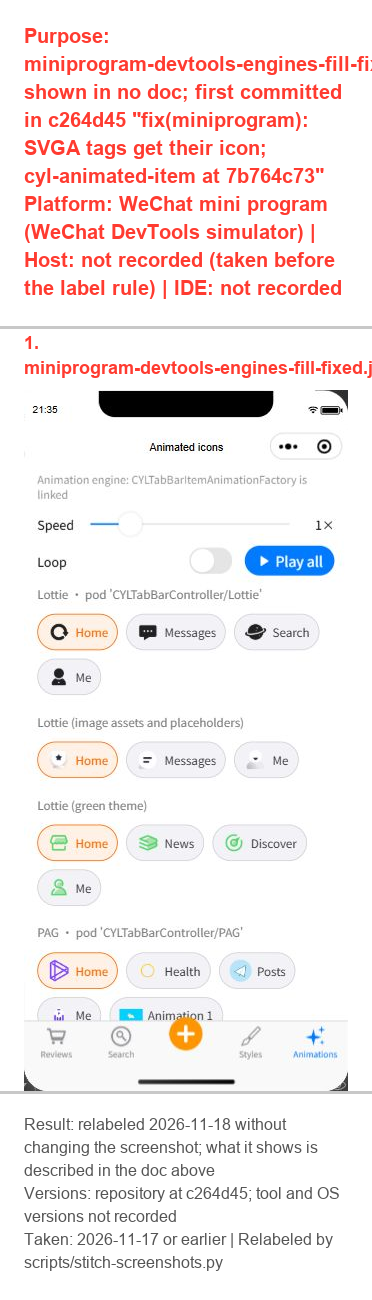 Purpose:
miniprogram-devtools-engines-fill-fix
shown in no doc; first committed
in c264d45 "fix(miniprogram):
SVGA tags get their icon;
cyl-animated-item at 7b764c73"
Platform: WeChat mini program
(WeChat DevTools simulator) |
Host: not recorded (taken before
the label rule) | IDE: not recorded
1.
miniprogram-devtools-engines-fill-fixed.j
21:35
Animated icons
Animation engine: CYLTabBarItemAnimationFactory is
linked
Speed 1×
Loop Play all
Lottie • pod 'CYLTabBarController/Lottie'
Home Messages Search
Me
Lottie (image assets and placeholders)
Home Messages Me
Lottie (green theme)
Home News Discover
Me
PAG • pod 'CYLTabBarController/PAG'
Home Health Posts
Me Animation 1
Reviews Search Styles Animations
Result: relabeled 2026-11-18 without
changing the screenshot; what it shows is
described in the doc above
Versions: repository at c264d45; tool and OS
versions not recorded
Taken: 2026-11-17 or earlier | Relabeled by
scripts/stitch-screenshots.py